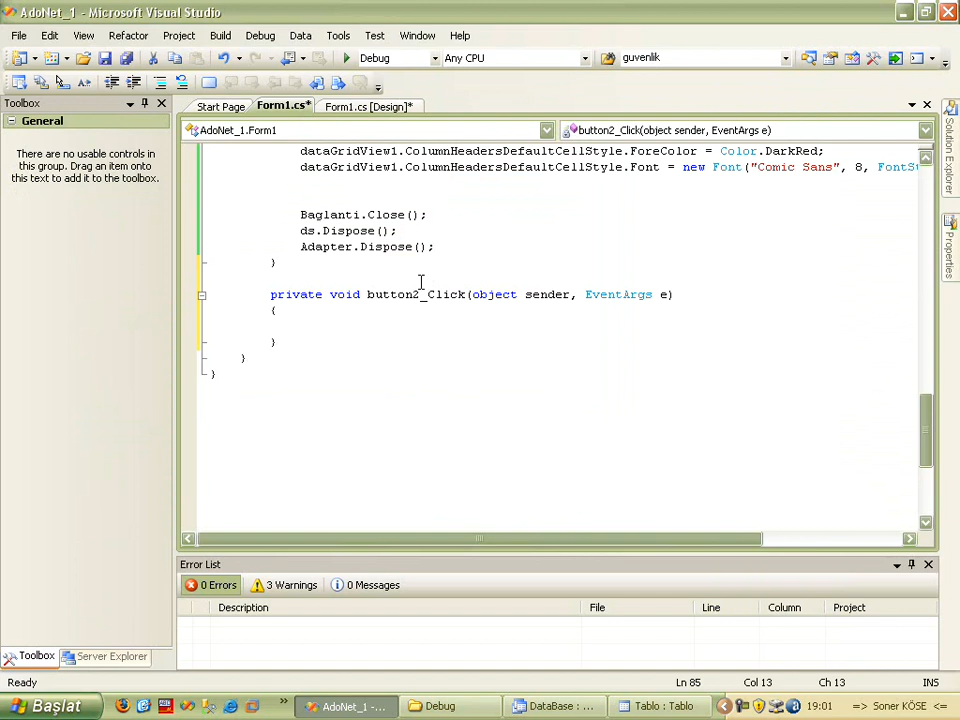 AdoNet_1 - Microsoft Visual Studio
File Edit View Refactor Project Build Debug Data Tools Test Window Help
Debug Any CPU guvenlik
Toolbox
General
There are no usable controls in
this group. Drag an item onto
this text to add it to the toolbox.
Toolbox Server Explorer
Start Page Form1.cs* Form1.cs [Design]*
AdoNet_1.Form1 button2_Click(object sender, EventArgs e)
dataGridView1.ColumnHeadersDefaultCellStyle.ForeColor = Color.DarkRed;
dataGridView1.ColumnHeadersDefaultCellStyle.Font = new Font("Comic Sans", 8, FontSt
Baglanti.Close();
ds.Dispose();
Adapter.Dispose();
}
private void button2_Click(object sender, EventArgs e)
{
}
}
}
Solution Explorer
Properties
Error List
0 Errors 3 Warnings 0 Messages
Description File Line Column Project
Ready Ln 85 Col 13 Ch 13 INS
Başlat AdoNet_1 -... Debug DataBase : ... Tablo : Tablo 19:01 => Soner KÖSE <=